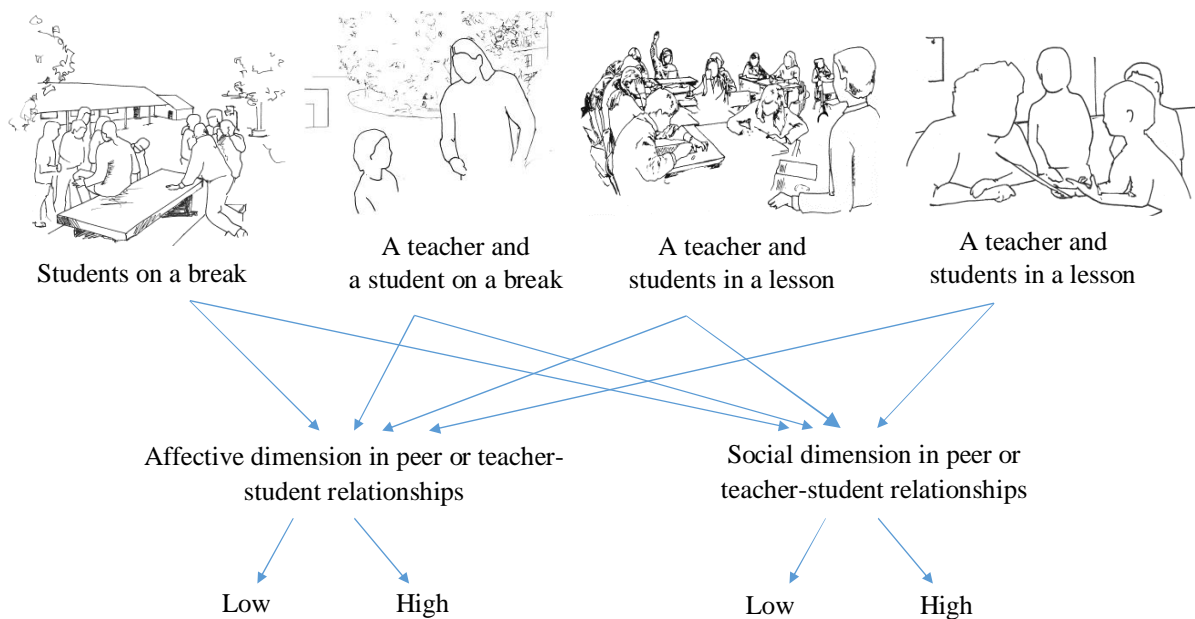 Students on a break
A teacher and
a student on a break
A teacher and
students in a lesson
A teacher and
students in a lesson
Affective dimension in peer or teacher-
student relationships
Social dimension in peer or
teacher-student relationships
Low
High
Low
High